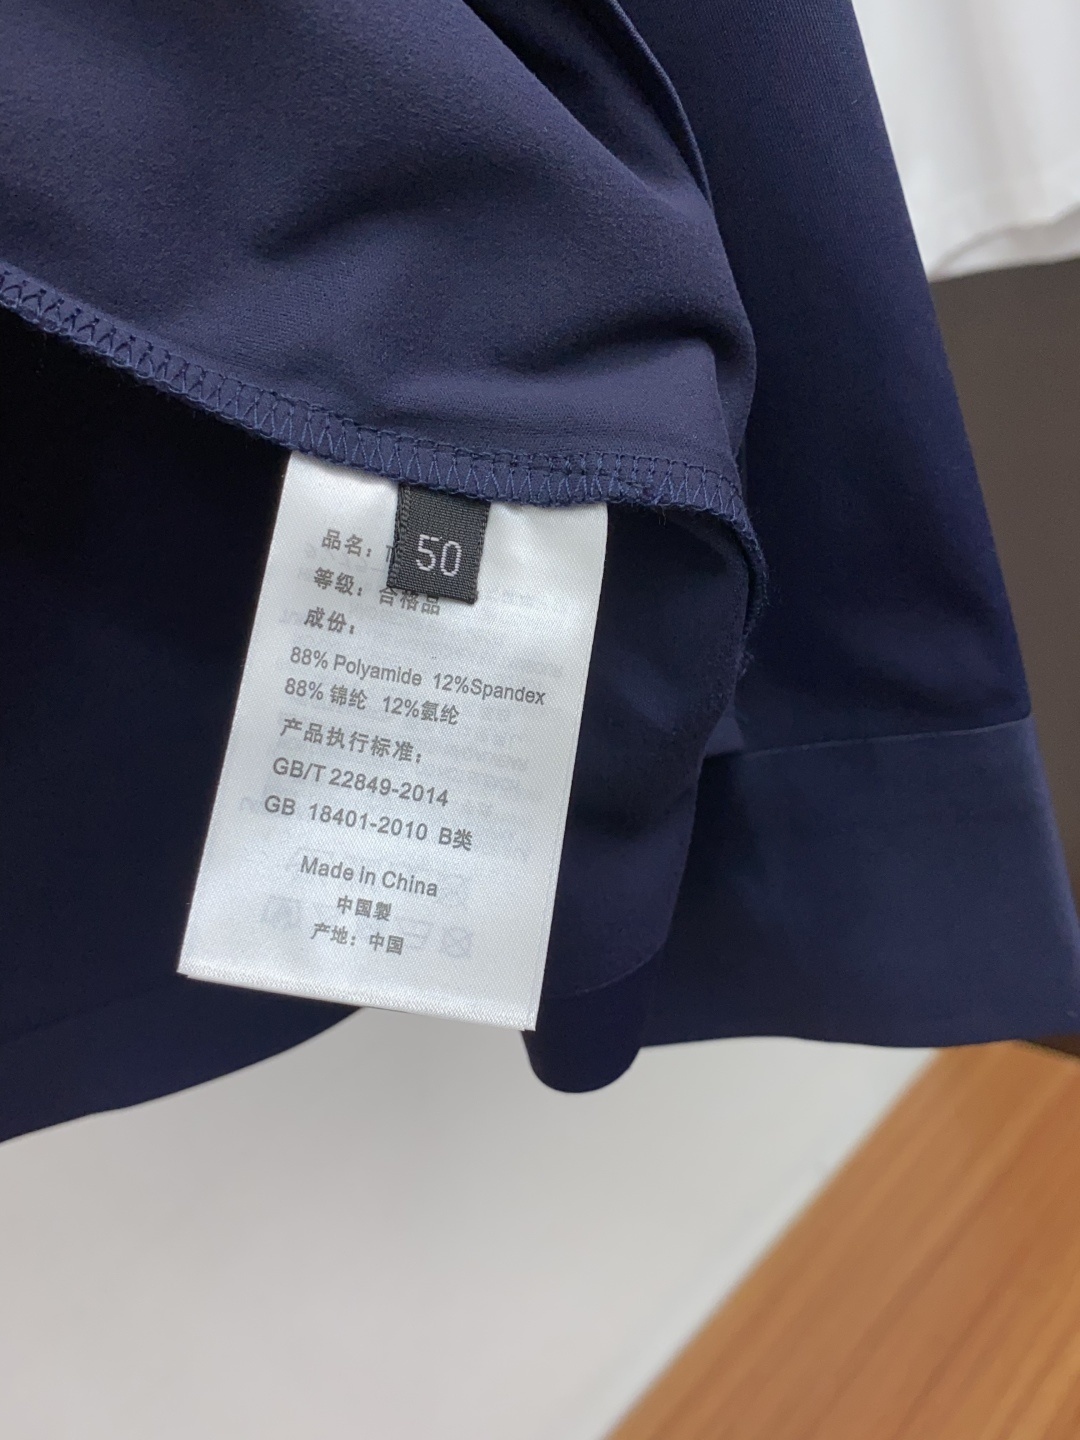 50
品名：T
等级：合格品
成份：
88% Polyamide 12%Spandex
88% 锦纶 12%氨纶
产品执行标准：
GB/T 22849-2014
GB 18401-2010 B类
Made in China
中国製
产地：中国